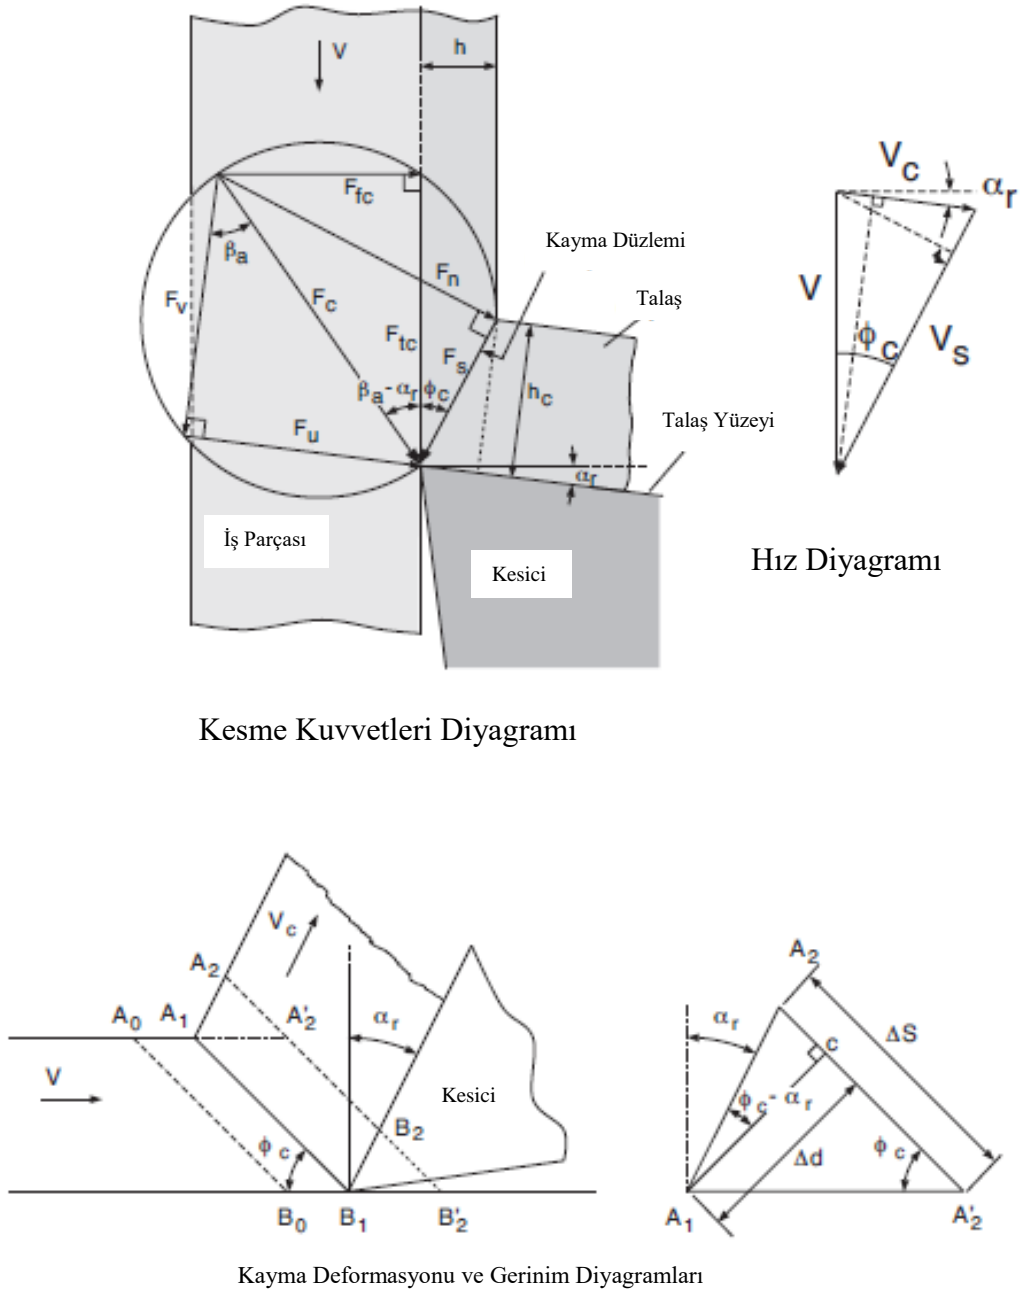 V
h
F_fc
β_a
Kayma Düzlemi
F_n
F_v
F_c
Talaş
F_tc
F_s
β_a - α_r
ϕ_c
h_c
F_u
Talaş Yüzeyi
α_r
İş Parçası
Kesici
V_c
α_r
V
ϕ_c
V_s
Hız Diyagramı
Kesme Kuvvetleri Diyagramı
V_c
A_2
A_0
A_1
A'_2
α_r
V
Kesici
B_2
ϕ_c
B_0
B_1
B'_2
A_2
α_r
ΔS
c
ϕ_c - α_r
Δd
ϕ_c
A_1
A'_2
Kayma Deformasyonu ve Gerinim Diyagramları